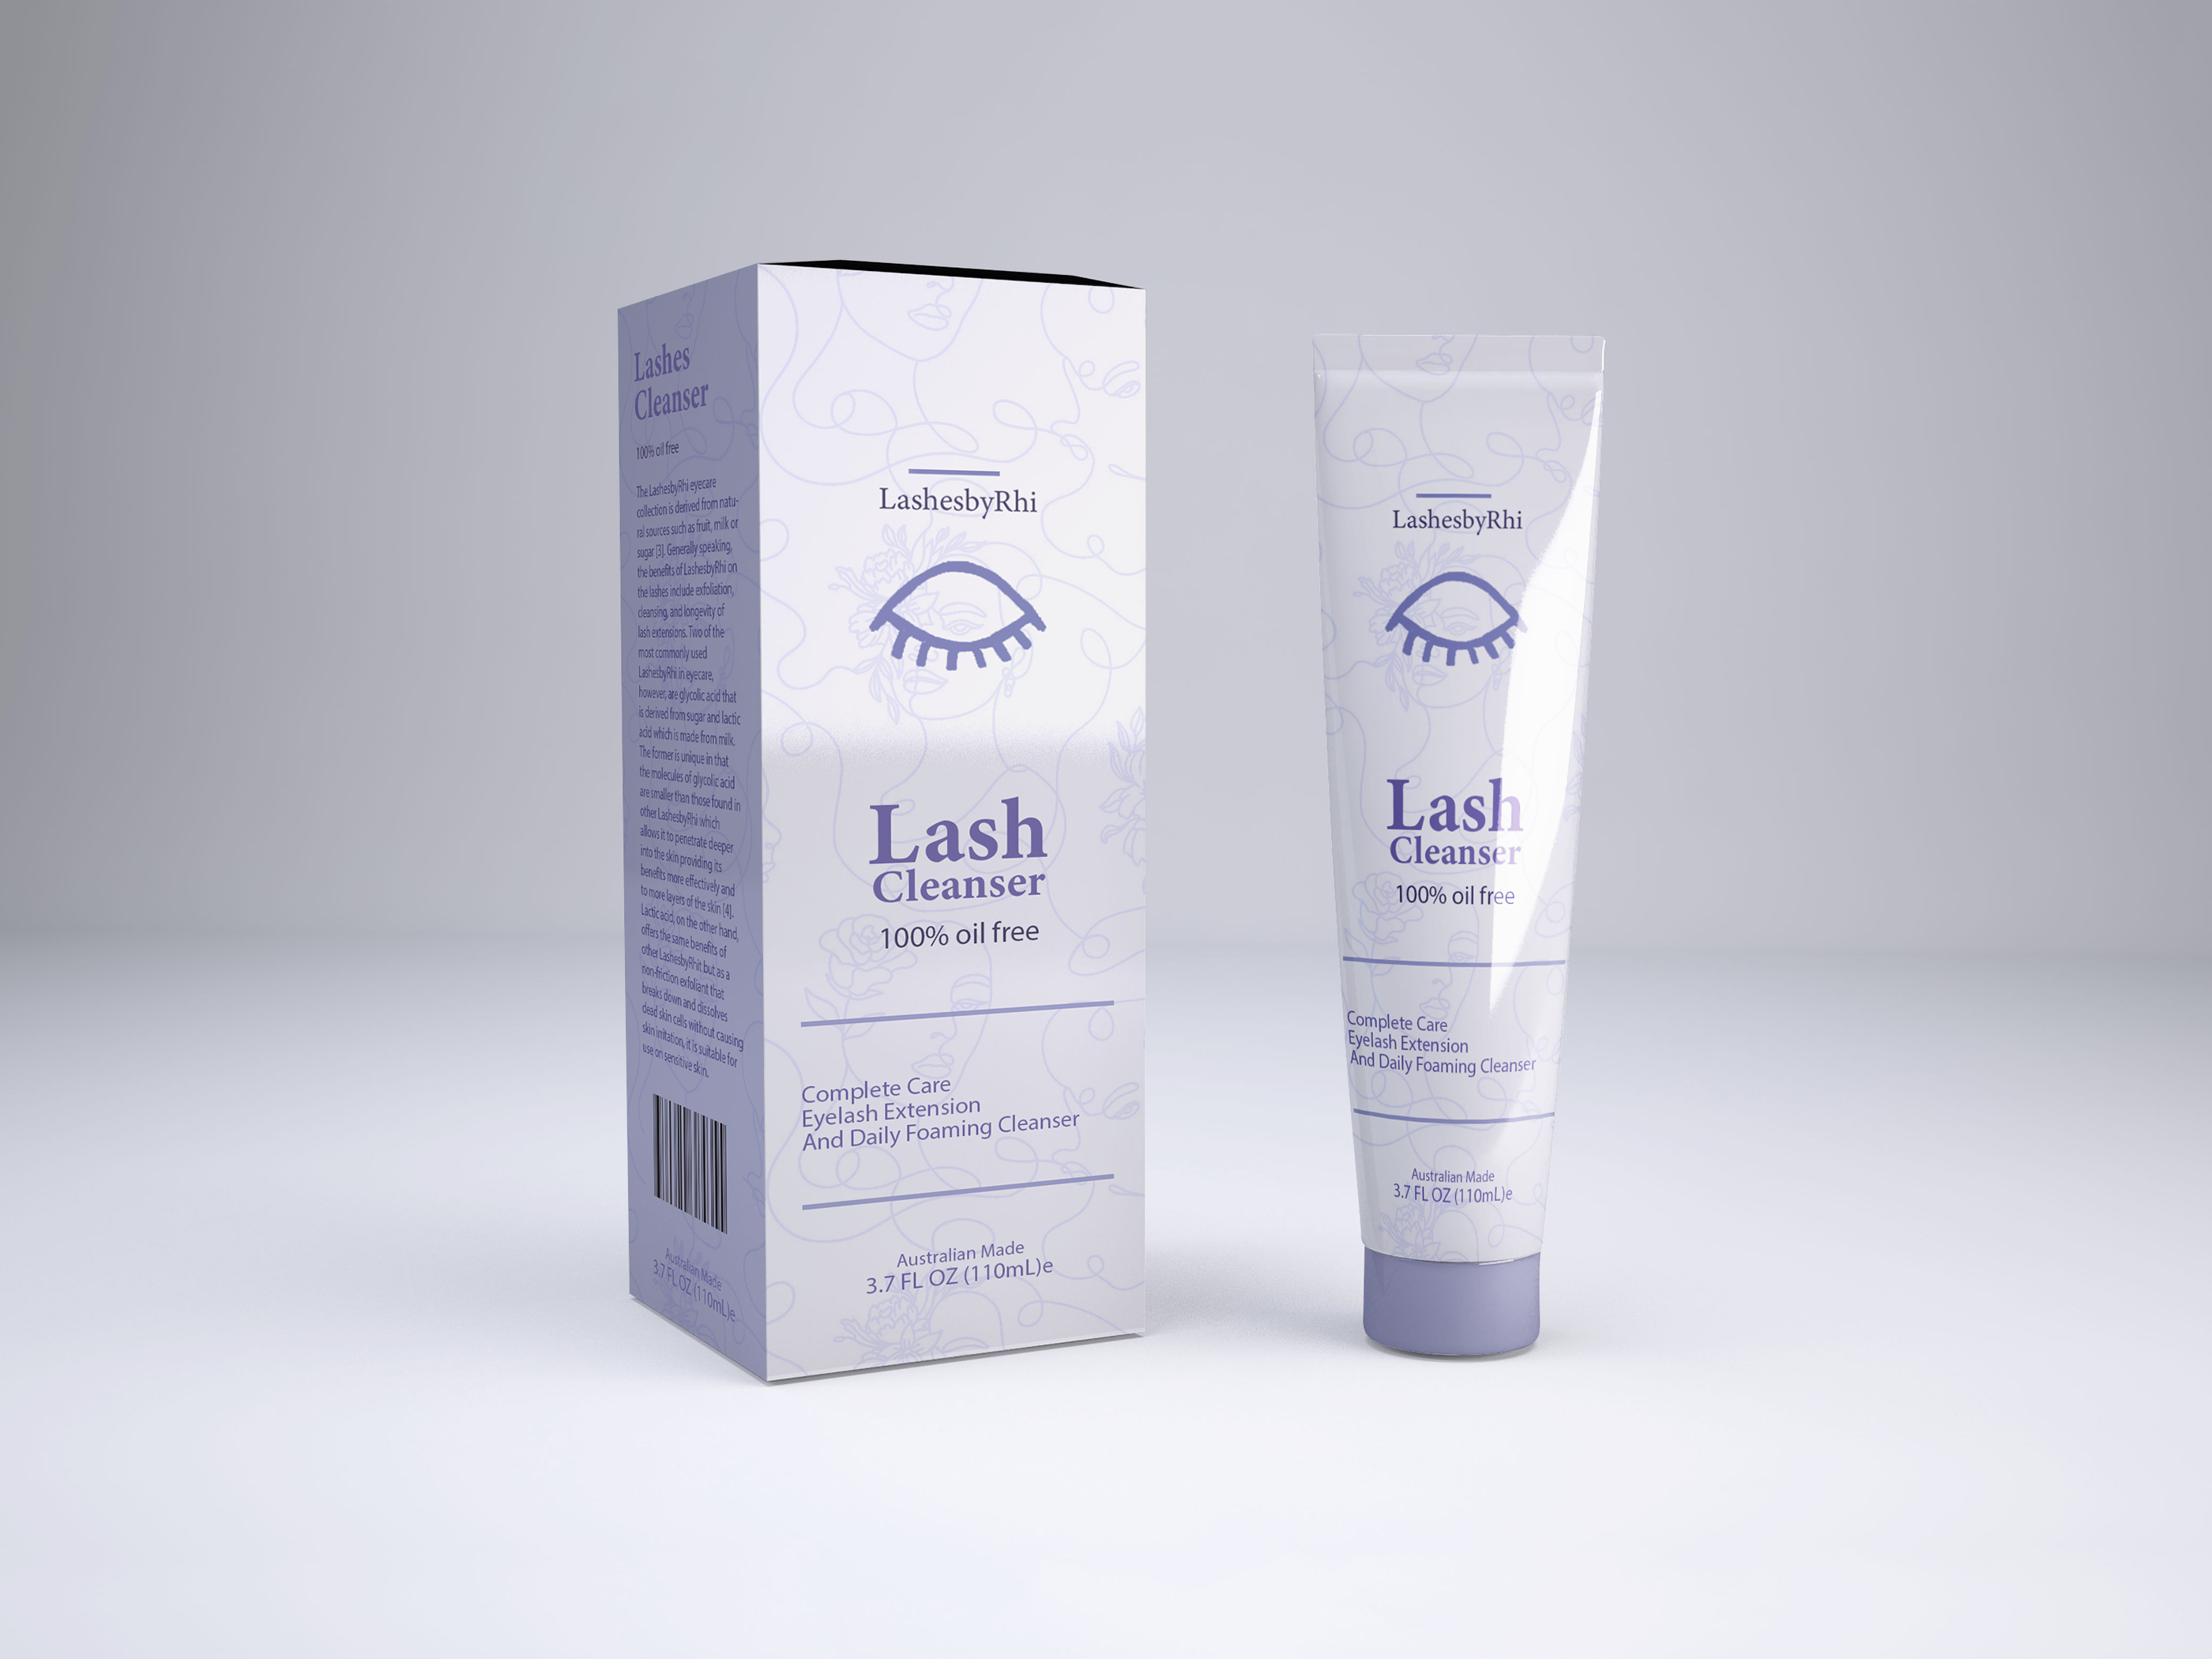 Lashes
Cleanser
100% oil free
The LashesbyRhi eyecare
collection is derived from natu-
ral sources such as fruit, milk or
sugar [3]. Generally speaking,
the benefits of LashesbyRhi on
the lashes include exfoliation,
cleansing, and longevity of
lash extensions. Two of the
most commonly used
LashesbyRhi in eyecare,
however, are glycolic acid that
is derived from sugar and lactic
acid which is made from milk.
The former is unique in that
the molecules of glycolic acid
are smaller than those found in
other LashesbyRhi which
allows it to penetrate deeper
into the skin providing its
benefits more effectively and
to more layers of the skin [4].
Lactic acid, on the other hand,
offers the same benefits of
other LashesbyRhit but as a
non-friction exfoliant that
breaks down and dissolves
dead skin cells without causing
skin irritation, it is suitable for
use on sensitive skin.
Australian Made
3.7 FL OZ (110mL)e
LashesbyRhi
Lash
Cleanser
100% oil free
Complete Care
Eyelash Extension
And Daily Foaming Cleanser
Australian Made
3.7 FL OZ (110mL)e
LashesbyRhi
Lash
Cleanser
100% oil free
Complete Care
Eyelash Extension
And Daily Foaming Cleanser
Australian Made
3.7 FL OZ (110mL)e